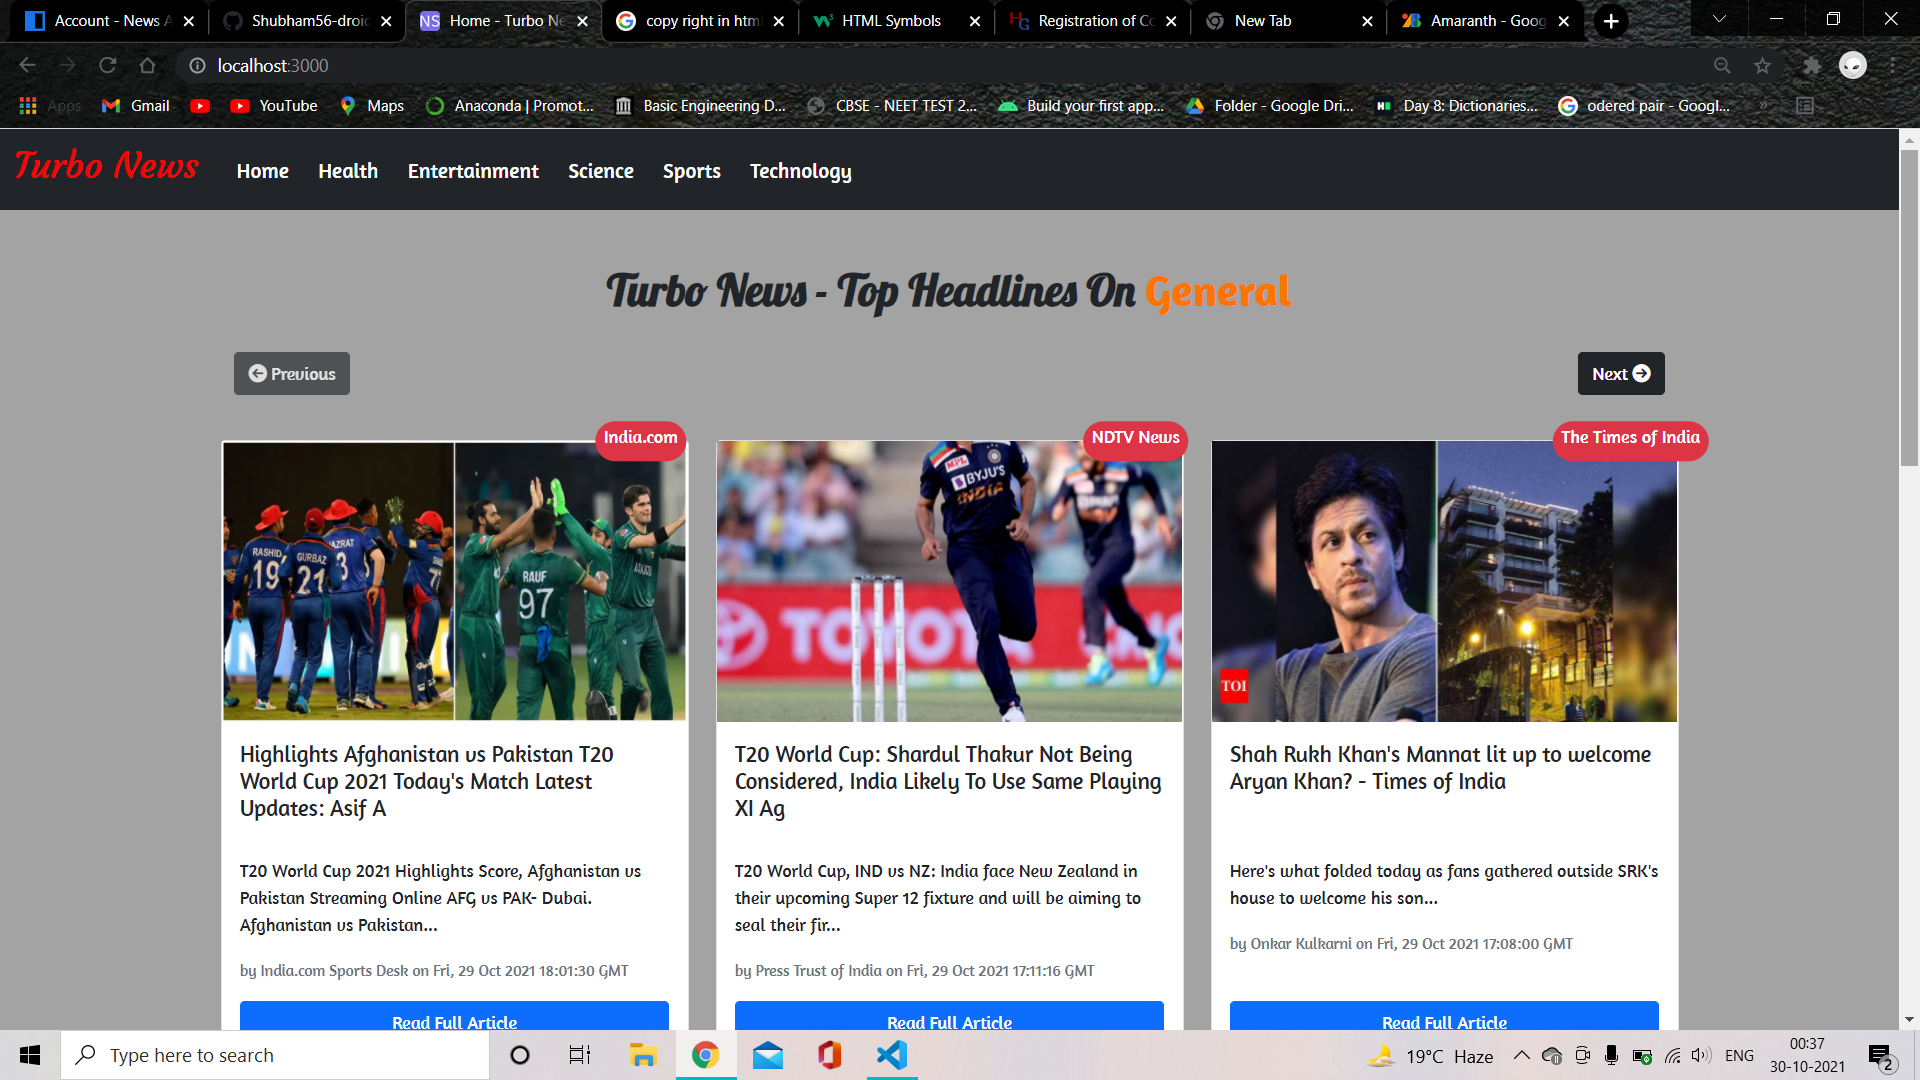 Account - News A
Shubham56-droid
NS Home - Turbo Ne
copy right in html
HTML Symbols
HG Registration of Co
New Tab
Amaranth - Goog
localhost:3000
Apps
Gmail
YouTube
Maps
Anaconda | Promot...
Basic Engineering D...
CBSE - NEET TEST 2...
Build your first app...
Folder - Google Dri...
Day 8: Dictionaries...
odered pair - Googl...
Turbo News
Home
Health
Entertainment
Science
Sports
Technology
Turbo News - Top Headlines On General
Previous
Next
India.com
RASHID
19
GURBAZ
21
3
RAUF
97
Highlights Afghanistan vs Pakistan T20
World Cup 2021 Today's Match Latest
Updates: Asif A
T20 World Cup 2021 Highlights Score, Afghanistan vs
Pakistan Streaming Online AFG vs PAK- Dubai.
Afghanistan vs Pakistan...
by India.com Sports Desk on Fri, 29 Oct 2021 18:01:30 GMT
Read Full Article
NDTV News
MPL
BYJU'S
INDIA
TOYOTA
T20 World Cup: Shardul Thakur Not Being
Considered, India Likely To Use Same Playing
XI Ag
T20 World Cup, IND vs NZ: India face New Zealand in
their upcoming Super 12 fixture and will be aiming to
seal their fir...
by Press Trust of India on Fri, 29 Oct 2021 17:11:16 GMT
Read Full Article
The Times of India
TOI
Shah Rukh Khan's Mannat lit up to welcome
Aryan Khan? - Times of India
Here's what folded today as fans gathered outside SRK's
house to welcome his son...
by Onkar Kulkarni on Fri, 29 Oct 2021 17:08:00 GMT
Read Full Article
Type here to search
19°C Haze
ENG
00:37
30-10-2021
2